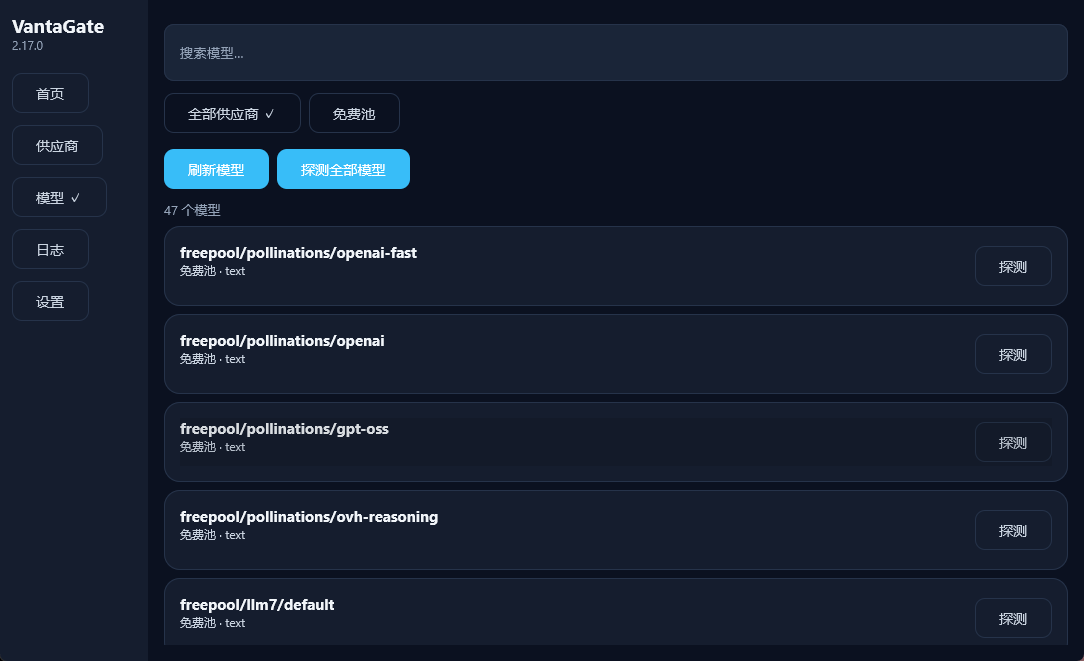 VantaGate
2.17.0
首页
供应商
模型 ✓
日志
设置
搜索模型...
全部供应商 ✓
免费池
刷新模型
探测全部模型
47 个模型
freepool/pollinations/openai-fast
免费池 · text
探测
freepool/pollinations/openai
免费池 · text
探测
freepool/pollinations/gpt-oss
免费池 · text
探测
freepool/pollinations/ovh-reasoning
免费池 · text
探测
freepool/llm7/default
免费池 · text
探测